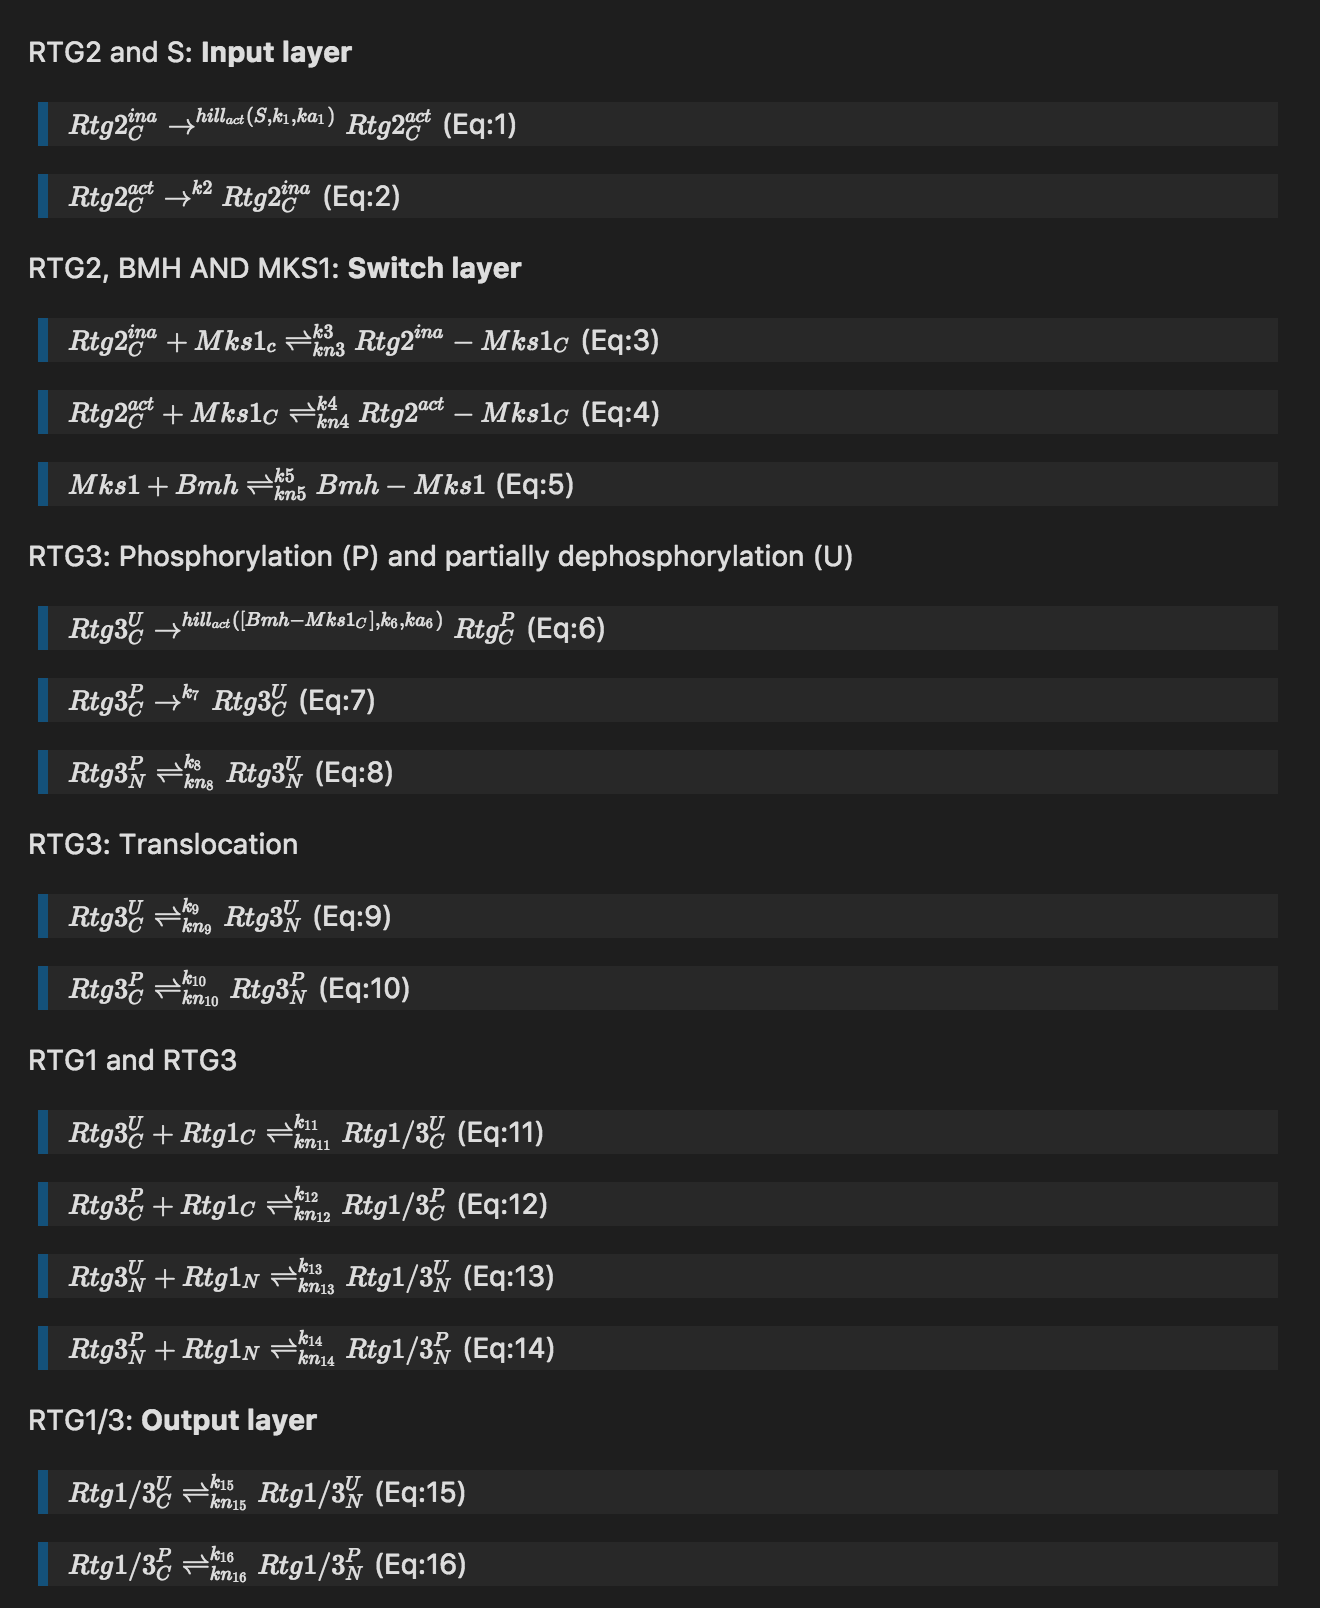 RTG2 and S: Input layer
$Rtg2_C^{ina} \rightarrow^{hill_{act}(S,k_1,ka_1)} Rtg2_C^{act}$ (Eq:1)
$Rtg2_C^{act} \rightarrow^{k2} Rtg2_C^{ina}$ (Eq:2)
RTG2, BMH AND MKS1: Switch layer
$Rtg2_C^{ina} + Mks1_c \rightleftharpoons_{kn3}^{k3} Rtg2^{ina} - Mks1_C$ (Eq:3)
$Rtg2_C^{act} + Mks1_C \rightleftharpoons_{kn4}^{k4} Rtg2^{act} - Mks1_C$ (Eq:4)
$Mks1 + Bmh \rightleftharpoons_{kn5}^{k5} Bmh - Mks1$ (Eq:5)
RTG3: Phosphorylation (P) and partially dephosphorylation (U)
$Rtg3_C^U \rightarrow^{hill_{act}([Bmh-Mks1_C],k_6,ka_6)} Rtg_C^P$ (Eq:6)
$Rtg3_C^P \rightarrow^{k_7} Rtg3_C^U$ (Eq:7)
$Rtg3_N^P \rightleftharpoons_{kn_8}^{k_8} Rtg3_N^U$ (Eq:8)
RTG3: Translocation
$Rtg3_C^U \rightleftharpoons_{kn_9}^{k_9} Rtg3_N^U$ (Eq:9)
$Rtg3_C^P \rightleftharpoons_{kn_{10}}^{k_{10}} Rtg3_N^P$ (Eq:10)
RTG1 and RTG3
$Rtg3_C^U + Rtg1_C \rightleftharpoons_{kn_{11}}^{k_{11}} Rtg1/3_C^U$ (Eq:11)
$Rtg3_C^P + Rtg1_C \rightleftharpoons_{kn_{12}}^{k_{12}} Rtg1/3_C^P$ (Eq:12)
$Rtg3_N^U + Rtg1_N \rightleftharpoons_{kn_{13}}^{k_{13}} Rtg1/3_N^U$ (Eq:13)
$Rtg3_N^P + Rtg1_N \rightleftharpoons_{kn_{14}}^{k_{14}} Rtg1/3_N^P$ (Eq:14)
RTG1/3: Output layer
$Rtg1/3_C^U \rightleftharpoons_{kn_{15}}^{k_{15}} Rtg1/3_N^U$ (Eq:15)
$Rtg1/3_C^P \rightleftharpoons_{kn_{16}}^{k_{16}} Rtg1/3_N^P$ (Eq:16)